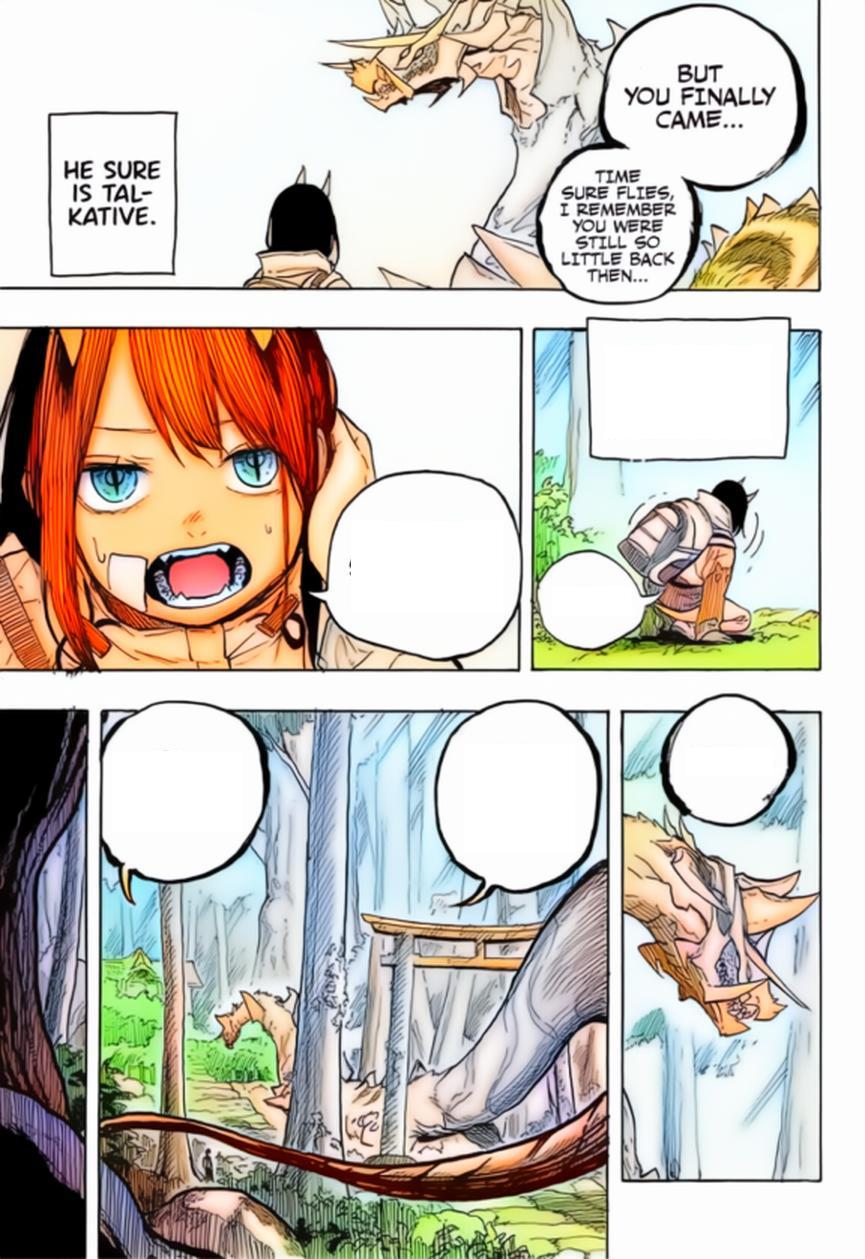 BUT
YOU FINALLY
CAME...
TIME
SURE FLIES,
I REMEMBER
YOU WERE
STILL SO
LITTLE BACK
THEN...
HE SURE
IS TAL-
KATIVE.